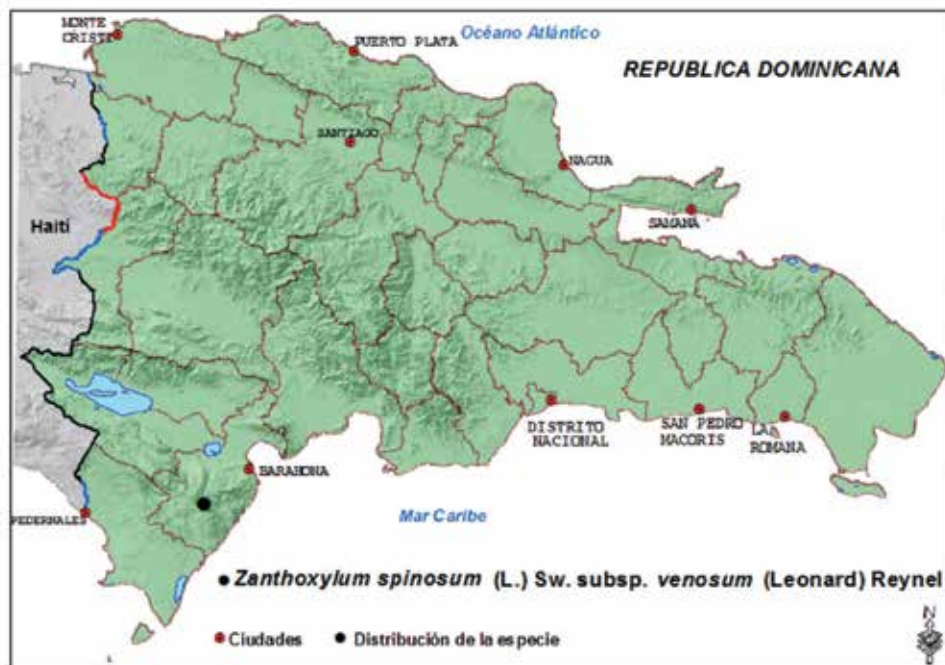 MONTE
CRISTI
PUERTO PLATA
Océano Atlántico
REPUBLICA DOMINICANA
SANTIAGO
NAGUA
SAMANA
Haití
DISTRITO
NACIONAL
SAN PEDRO
MACORIS
LA
ROMANA
BARAHONA
PEDERNALES
Mar Caribe
Zanthoxylum spinosum (L.) Sw. subsp. venosum (Leonard) Reynel
Ciudades
Distribución de la especie